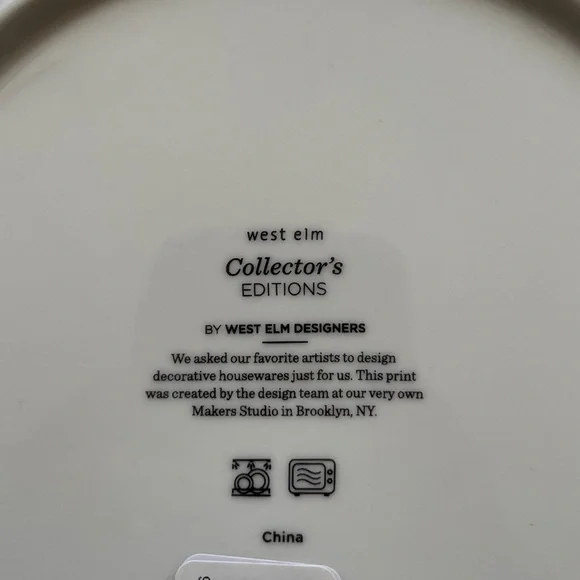 west elm
Collector's
EDITIONS
BY WEST ELM DESIGNERS
We asked our favorite artists to design
decorative housewares just for us. This print
was created by the design team at our very own
Makers Studio in Brooklyn, NY.
China